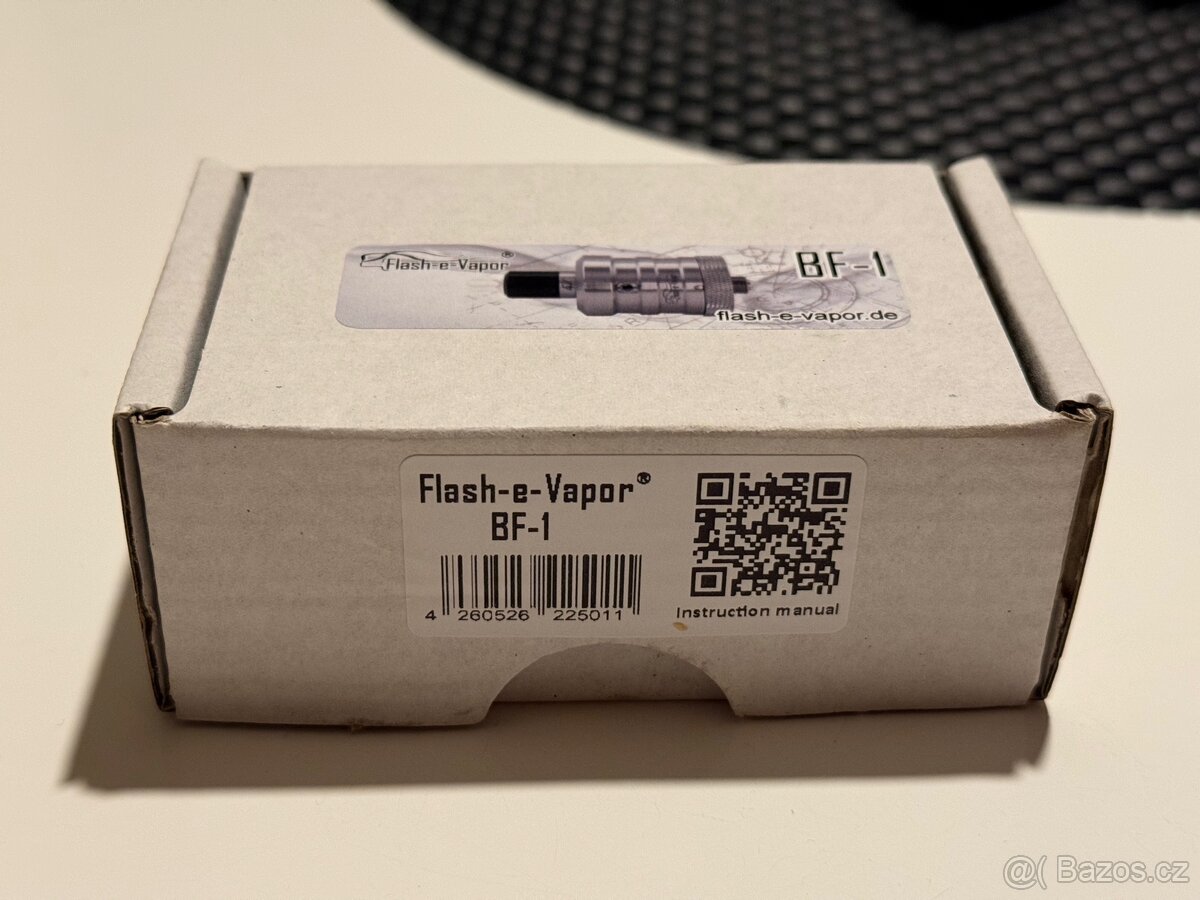 Flash-e-Vapor®
BF-1
flash-e-vapor.de
Flash-e-Vapor®
BF-1
4 260526 225011
Instruction manual
@( Bazos.cz